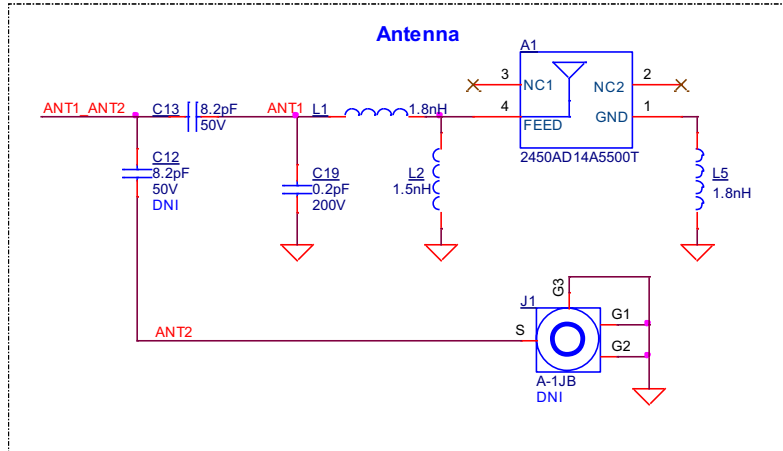 Antenna
A1
3
NC1
NC2
2
ANT1_ANT2
C13
8.2pF
50V
ANT1
L1
1.8nH
4
FEED
GND
1
2450AD14A5500T
C12
8.2pF
50V
DNI
C19
0.2pF
200V
L2
1.5nH
L5
1.8nH
G3
J1
G1
ANT2
S
G2
A-1JB
DNI